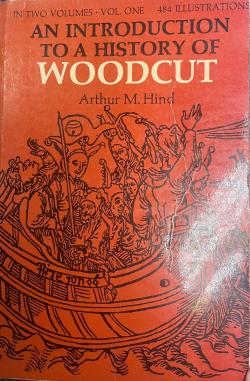 IN TWO VOLUMES · VOL. ONE 484 ILLUSTRATIONS
AN INTRODUCTION
TO A HISTORY OF
WOODCUT
Arthur M. Hind